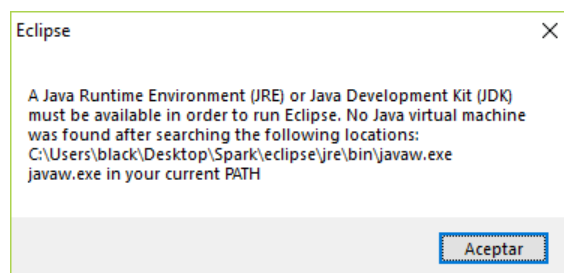 Eclipse
A Java Runtime Environment (JRE) or Java Development Kit (JDK)
must be available in order to run Eclipse. No Java virtual machine
was found after searching the following locations:
C:\Users\black\Desktop\Spark\eclipse\jre\bin\javaw.exe
javaw.exe in your current PATH
Aceptar